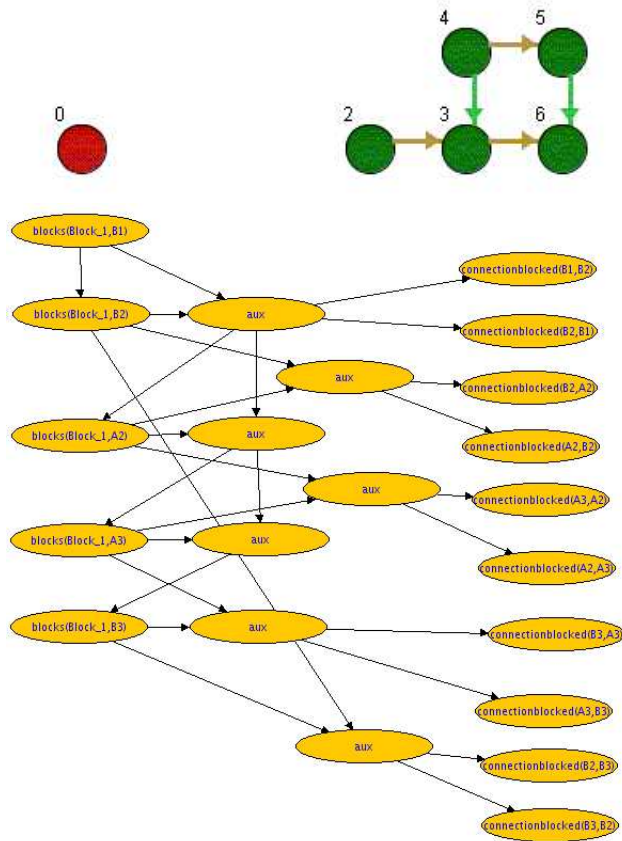 4 5
0 2 3 6
blocks(Block_1,B1)
connectionblocked(B1,B2)
blocks(Block_1,B2)
aux
connectionblocked(B2,B1)
aux
connectionblocked(B2,A2)
blocks(Block_1,A2)
aux
connectionblocked(A2,B2)
aux
connectionblocked(A3,A2)
blocks(Block_1,A3)
aux
connectionblocked(A2,A3)
blocks(Block_1,B3)
aux
connectionblocked(B3,A3)
connectionblocked(A3,B3)
aux
connectionblocked(B2,B3)
connectionblocked(B3,B2)